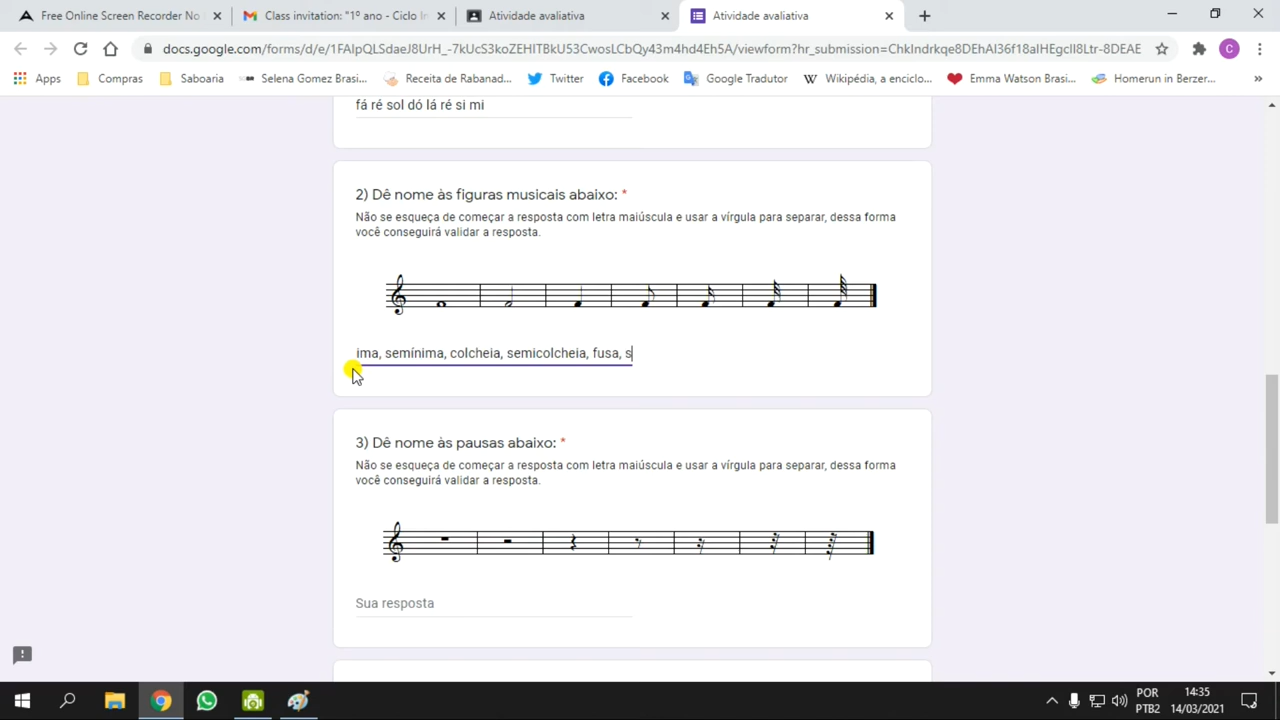 Free Online Screen Recorder No
Class invitation: "1º ano - Ciclo In
Atividade avaliativa
Atividade avaliativa
docs.google.com/forms/d/e/1FAIpQLSdaeJ8UrH_-7kUcS3koZEHITBkU53CwosLCbQy43m4hd4Eh5A/viewform?hr_submission=ChkIndrkqe8DEhAI36f18aIHEgcII8Ltr-8DEAE
C
Apps
Compras
Saboaria
Selena Gomez Brasi...
Receita de Rabanad...
Twitter
Facebook
Google Tradutor
Wikipédia, a enciclo...
Emma Watson Brasi...
Homerun in Berzer...
»
fá ré sol dó lá ré si mi
2) Dê nome às figuras musicais abaixo: *
Não se esqueça de começar a resposta com letra maiúscula e usar a vírgula para separar, dessa forma
você conseguirá validar a resposta.
ima, semínima, colcheia, semicolcheia, fusa, s
3) Dê nome às pausas abaixo: *
Não se esqueça de começar a resposta com letra maiúscula e usar a vírgula para separar, dessa forma
você conseguirá validar a resposta.
Sua resposta
POR
PTB2
14:35
14/03/2021